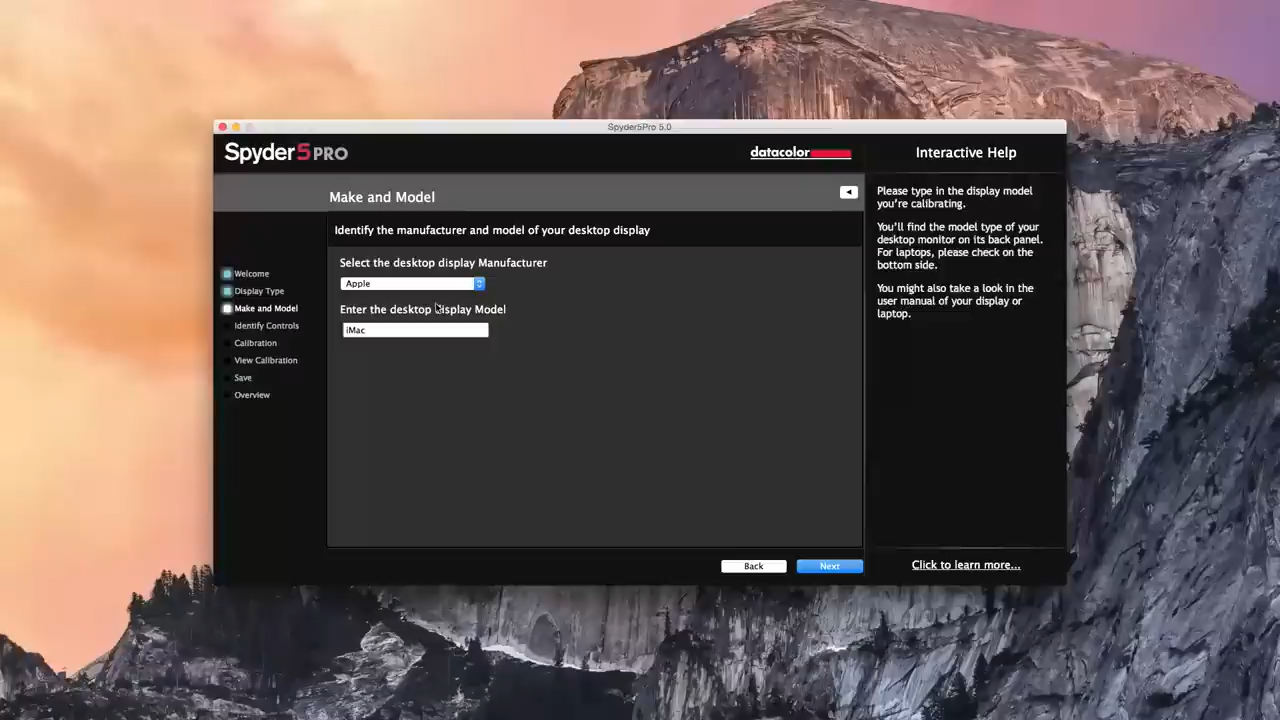 Spyder5Pro 5.0
Spyder5PRO
datacolor
Interactive Help
Make and Model
Identify the manufacturer and model of your desktop display
Welcome
Display Type
Make and Model
Identify Controls
Calibration
View Calibration
Save
Overview
Select the desktop display Manufacturer
Apple
Enter the desktop display Model
iMac
Please type in the display model
you're calibrating.
You'll find the model type of your
desktop monitor on its back panel.
For laptops, please check on the
bottom side.
You might also take a look in the
user manual of your display or
laptop.
Back
Next
Click to learn more...